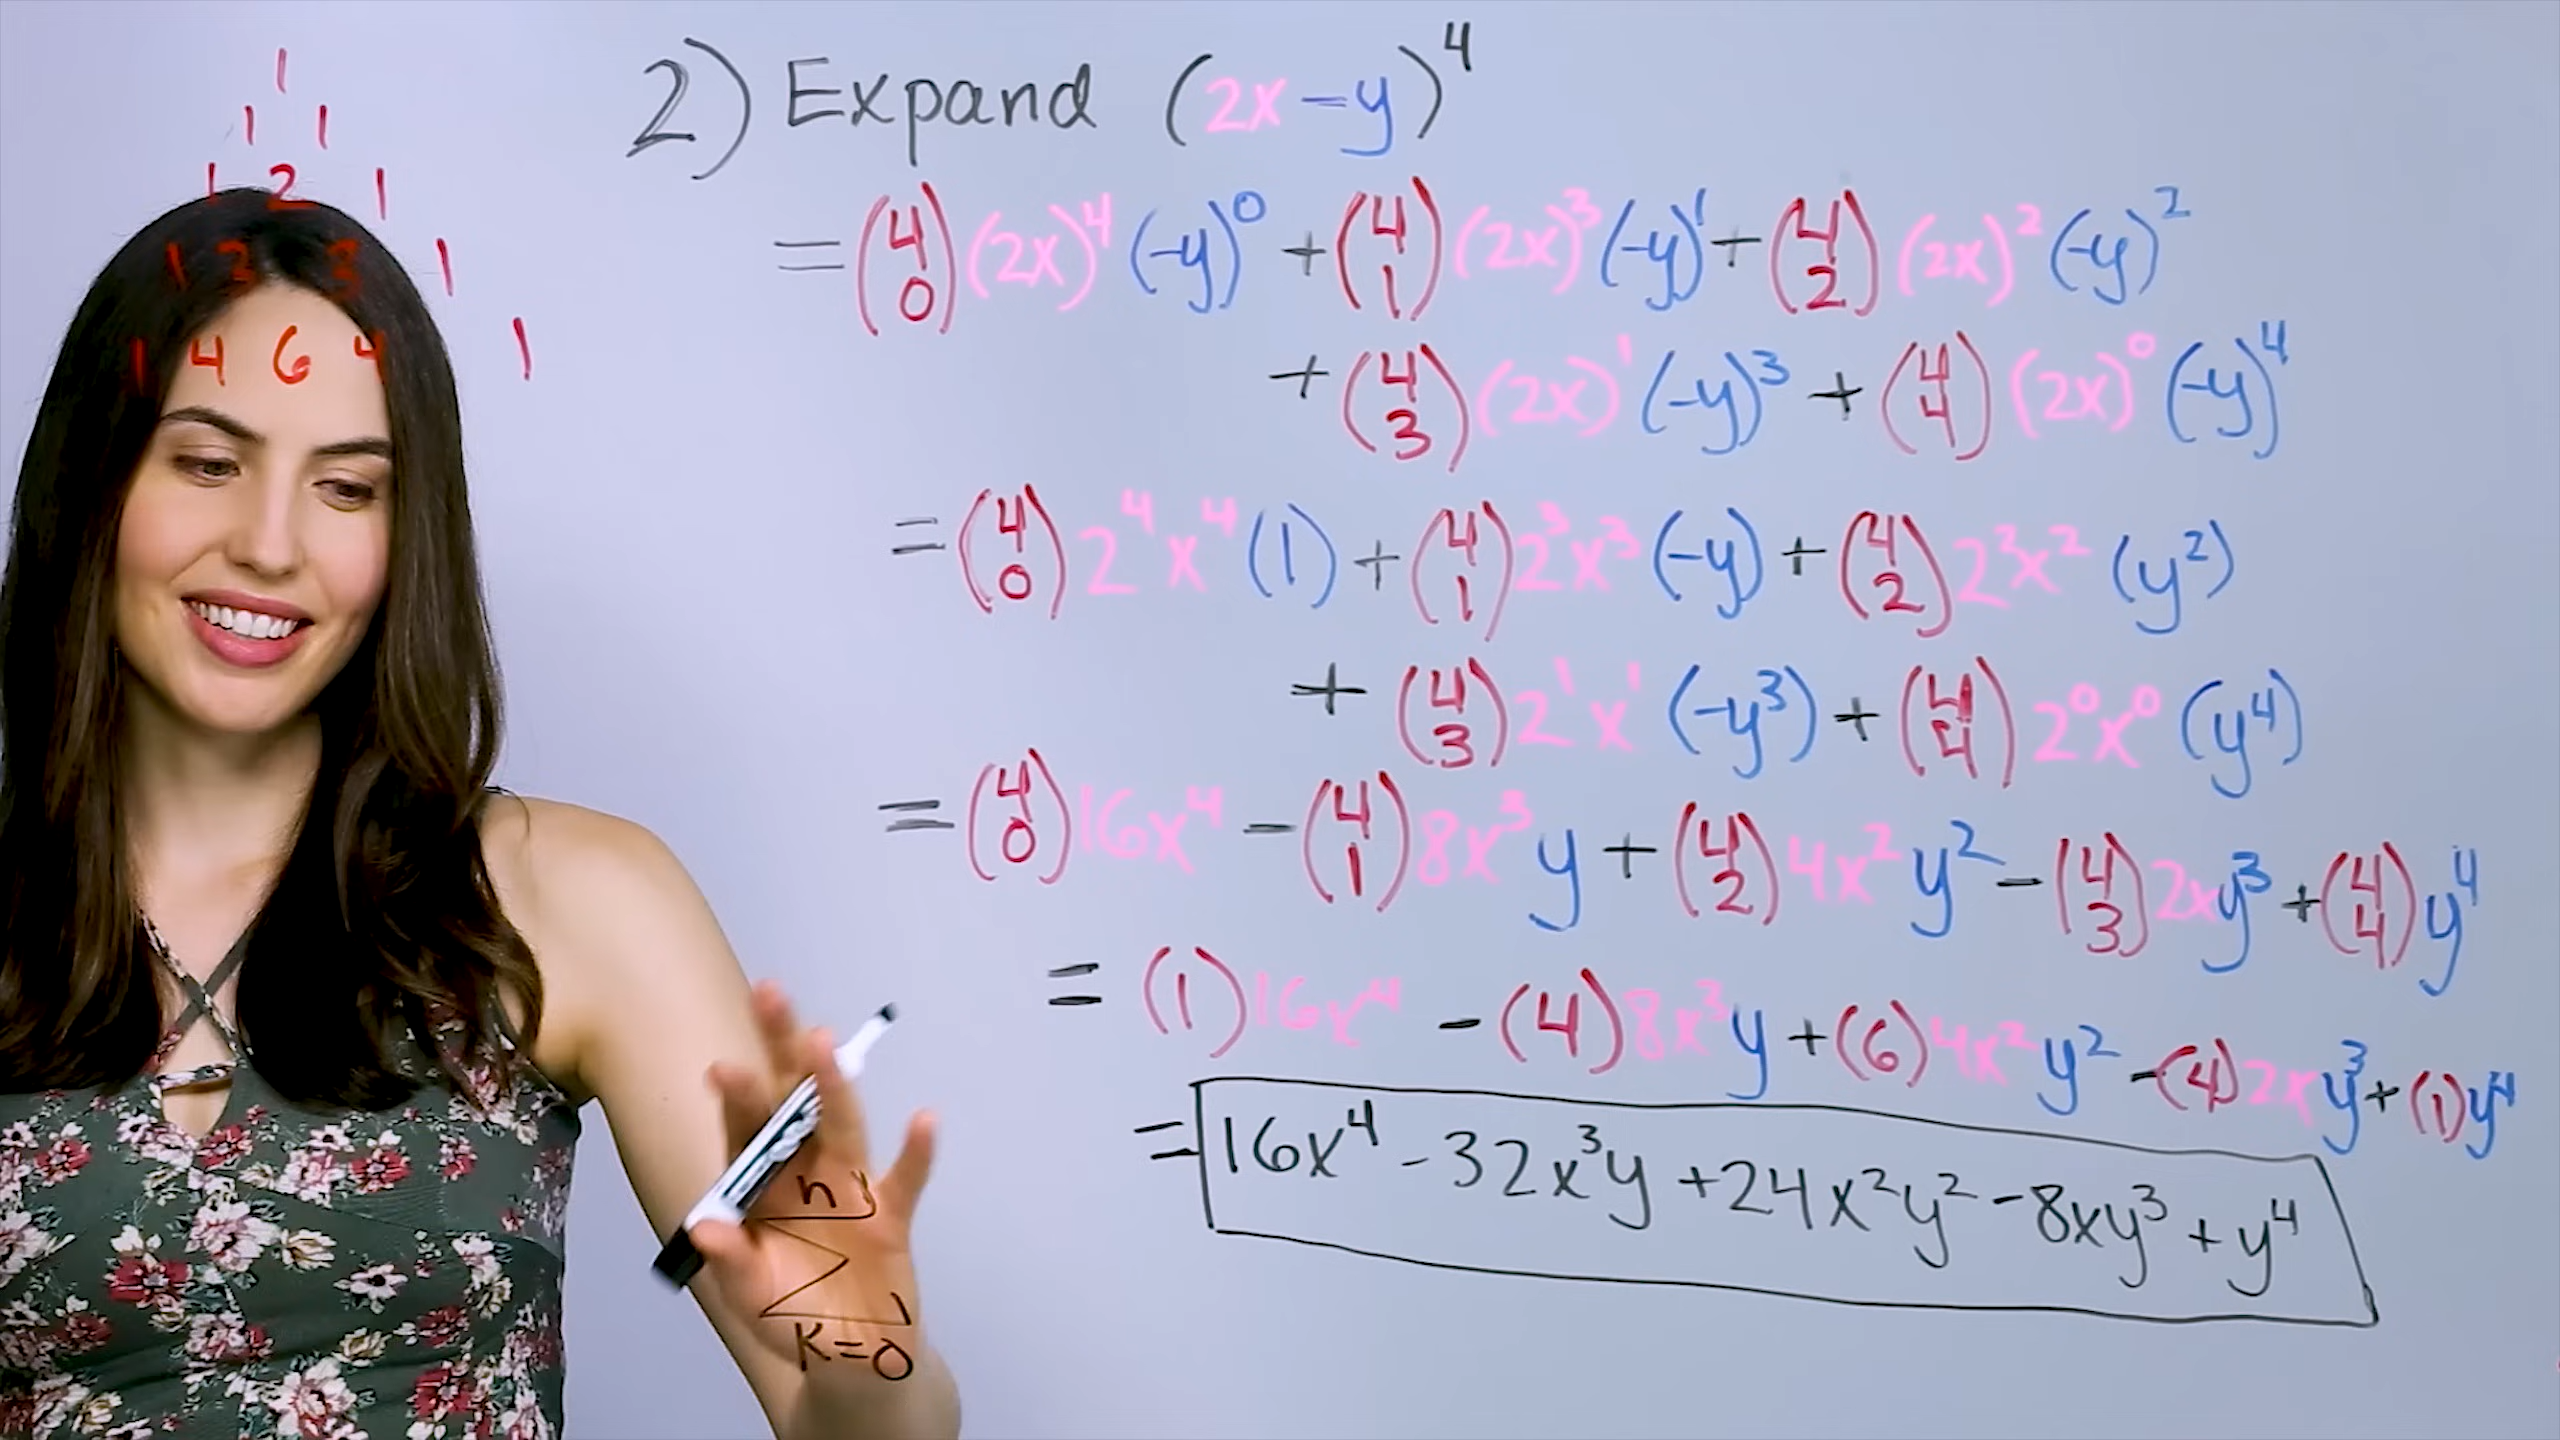 1
1 1
1 2 1
1 2 3 1
1 4 6 4 1
2) Expand (2x-y)⁴
= (4 0)(2x)⁴(-y)⁰ + (4 1)(2x)³(-y)¹ + (4 2)(2x)²(-y)²
+ (4 3)(2x)¹(-y)³ + (4 4)(2x)⁰(-y)⁴
= (4 0)2⁴x⁴(1) + (4 1)2³x³(-y) + (4 2)2²x²(y²)
+ (4 3)2¹x¹(-y³) + (4 4)2⁰x⁰(y⁴)
= (4 0)16x⁴ - (4 1)8x³y + (4 2)4x²y² - (4 3)2xy³ + (4 4)y⁴
= (1)16x⁴ - (4)8x³y + (6)4x²y² - (4)2xy³ + (1)y⁴
= 16x⁴ - 32x³y + 24x²y² - 8xy³ + y⁴
n
Σ
K=0